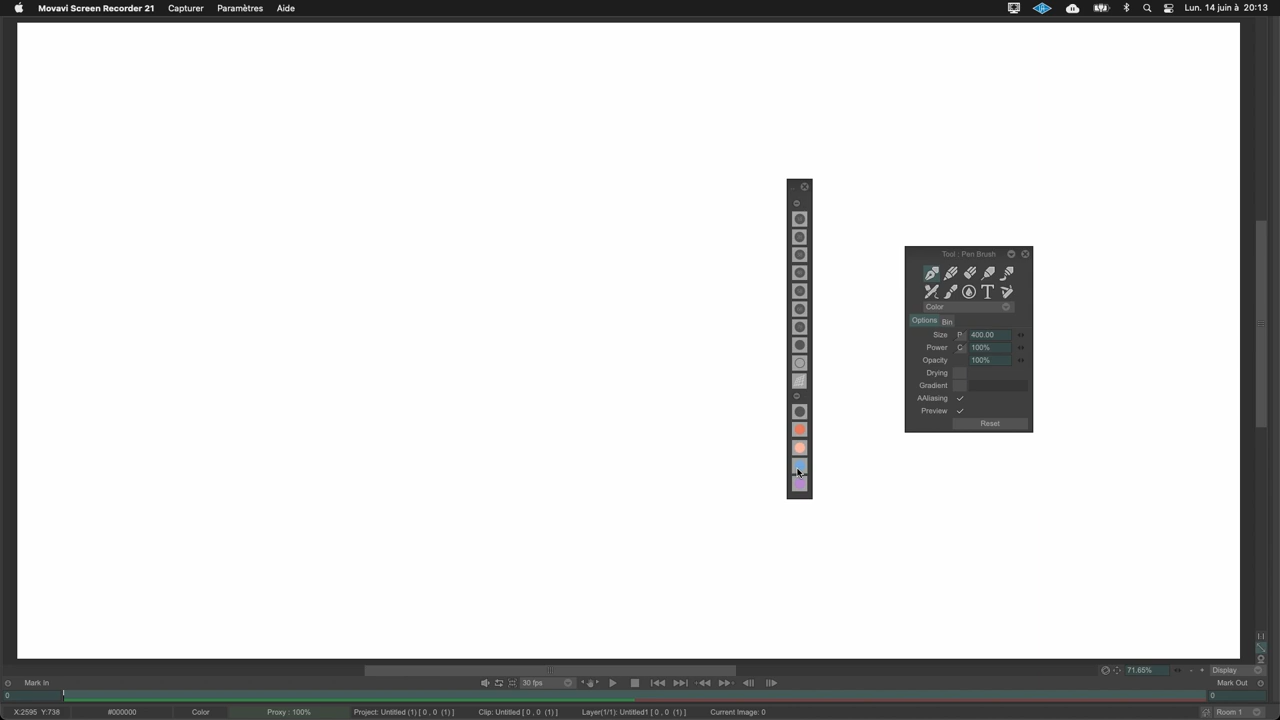 Movavi Screen Recorder 21 Capturer Paramètres Aide Lun. 14 juin à 20:13
Tool : Pen Brush
T
Color
Options Bin
Size P 400.00
Power C 100%
Opacity 100%
Drying
Gradient
AAliasing
Preview
Reset
71.65% - + Display
Mark In 30 fps Mark Out
0 0
X:2595 Y:736 #000000 Color Proxy : 100% Project: Untitled (1) [ 0 , 0 (1) ] Clip: Untitled [ 0 , 0 (1) ] Layer(1/1): Untitled1 [ 0 , 0 (1) ] Current Image: 0 Room 1